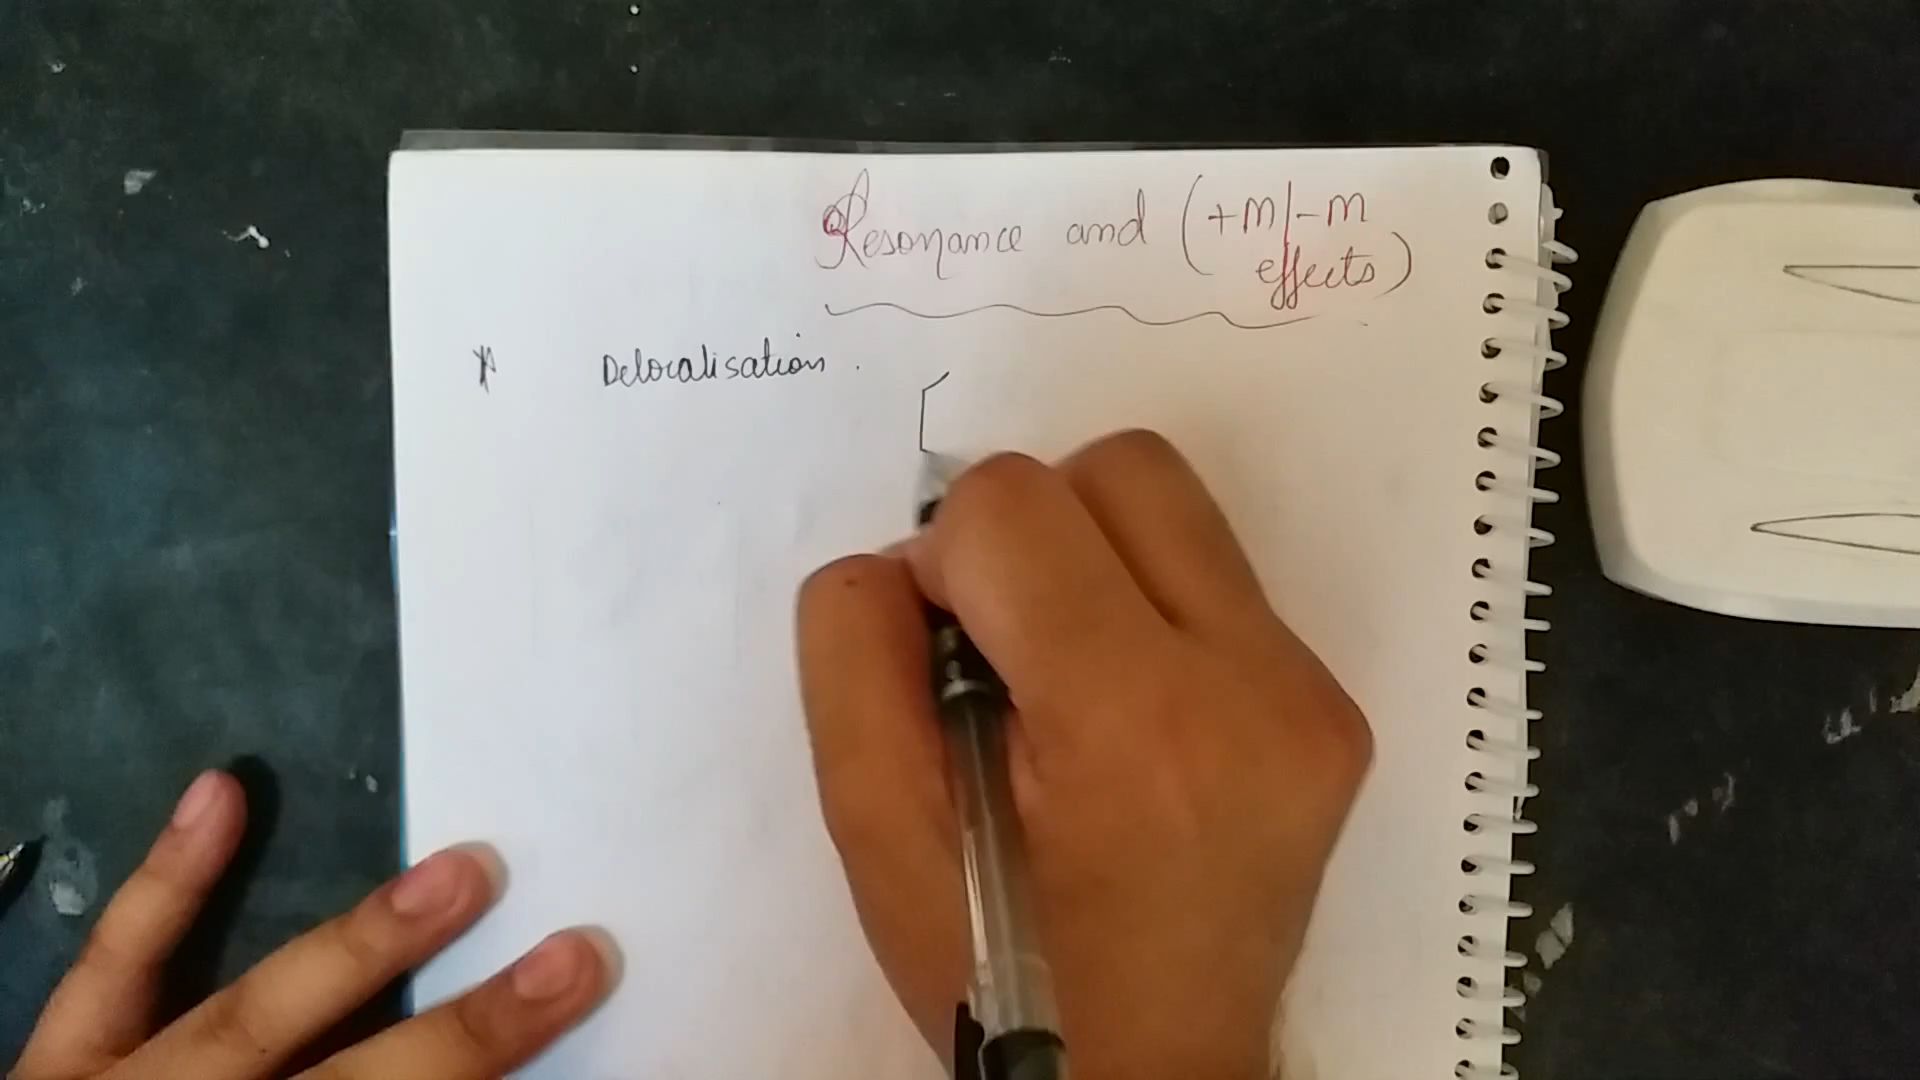 Resonance and (+m/-m
effects)
* Delocalisation.